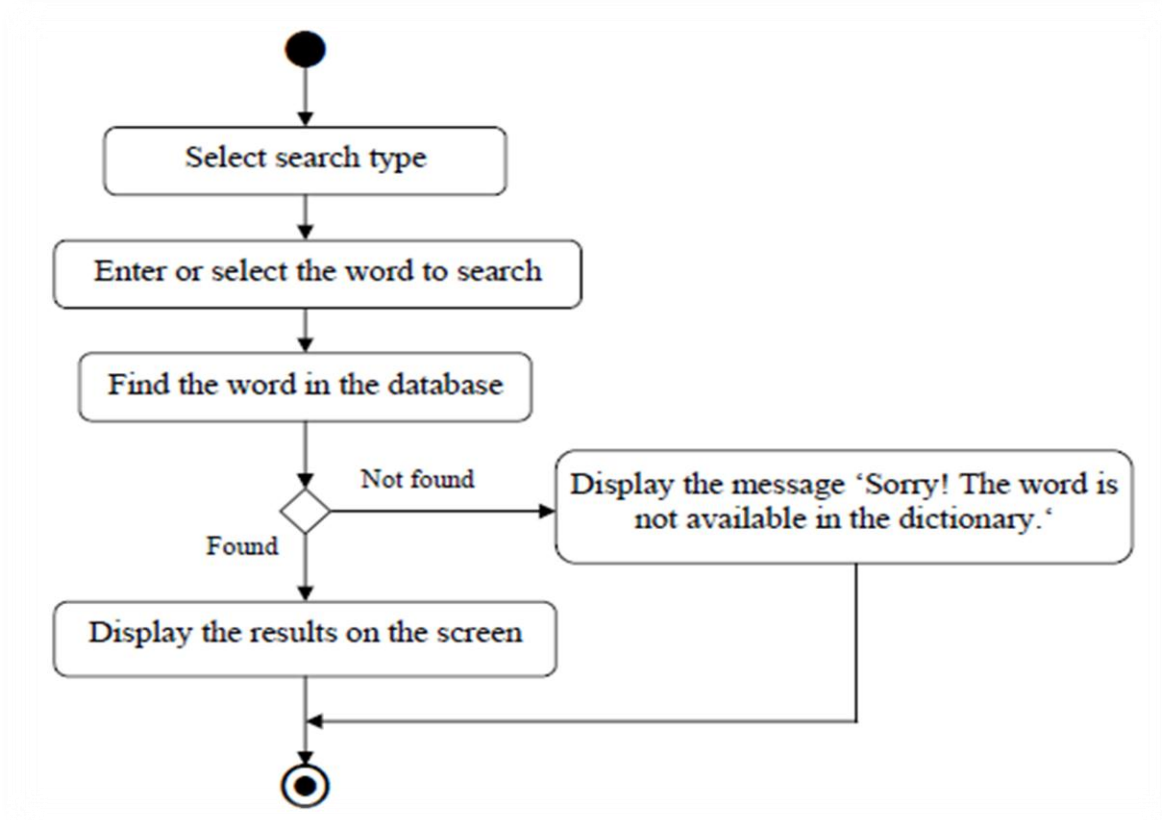 Select search type
Enter or select the word to search
Find the word in the database
Not found
Display the message ‘Sorry! The word is
not available in the dictionary.‘
Found
Display the results on the screen